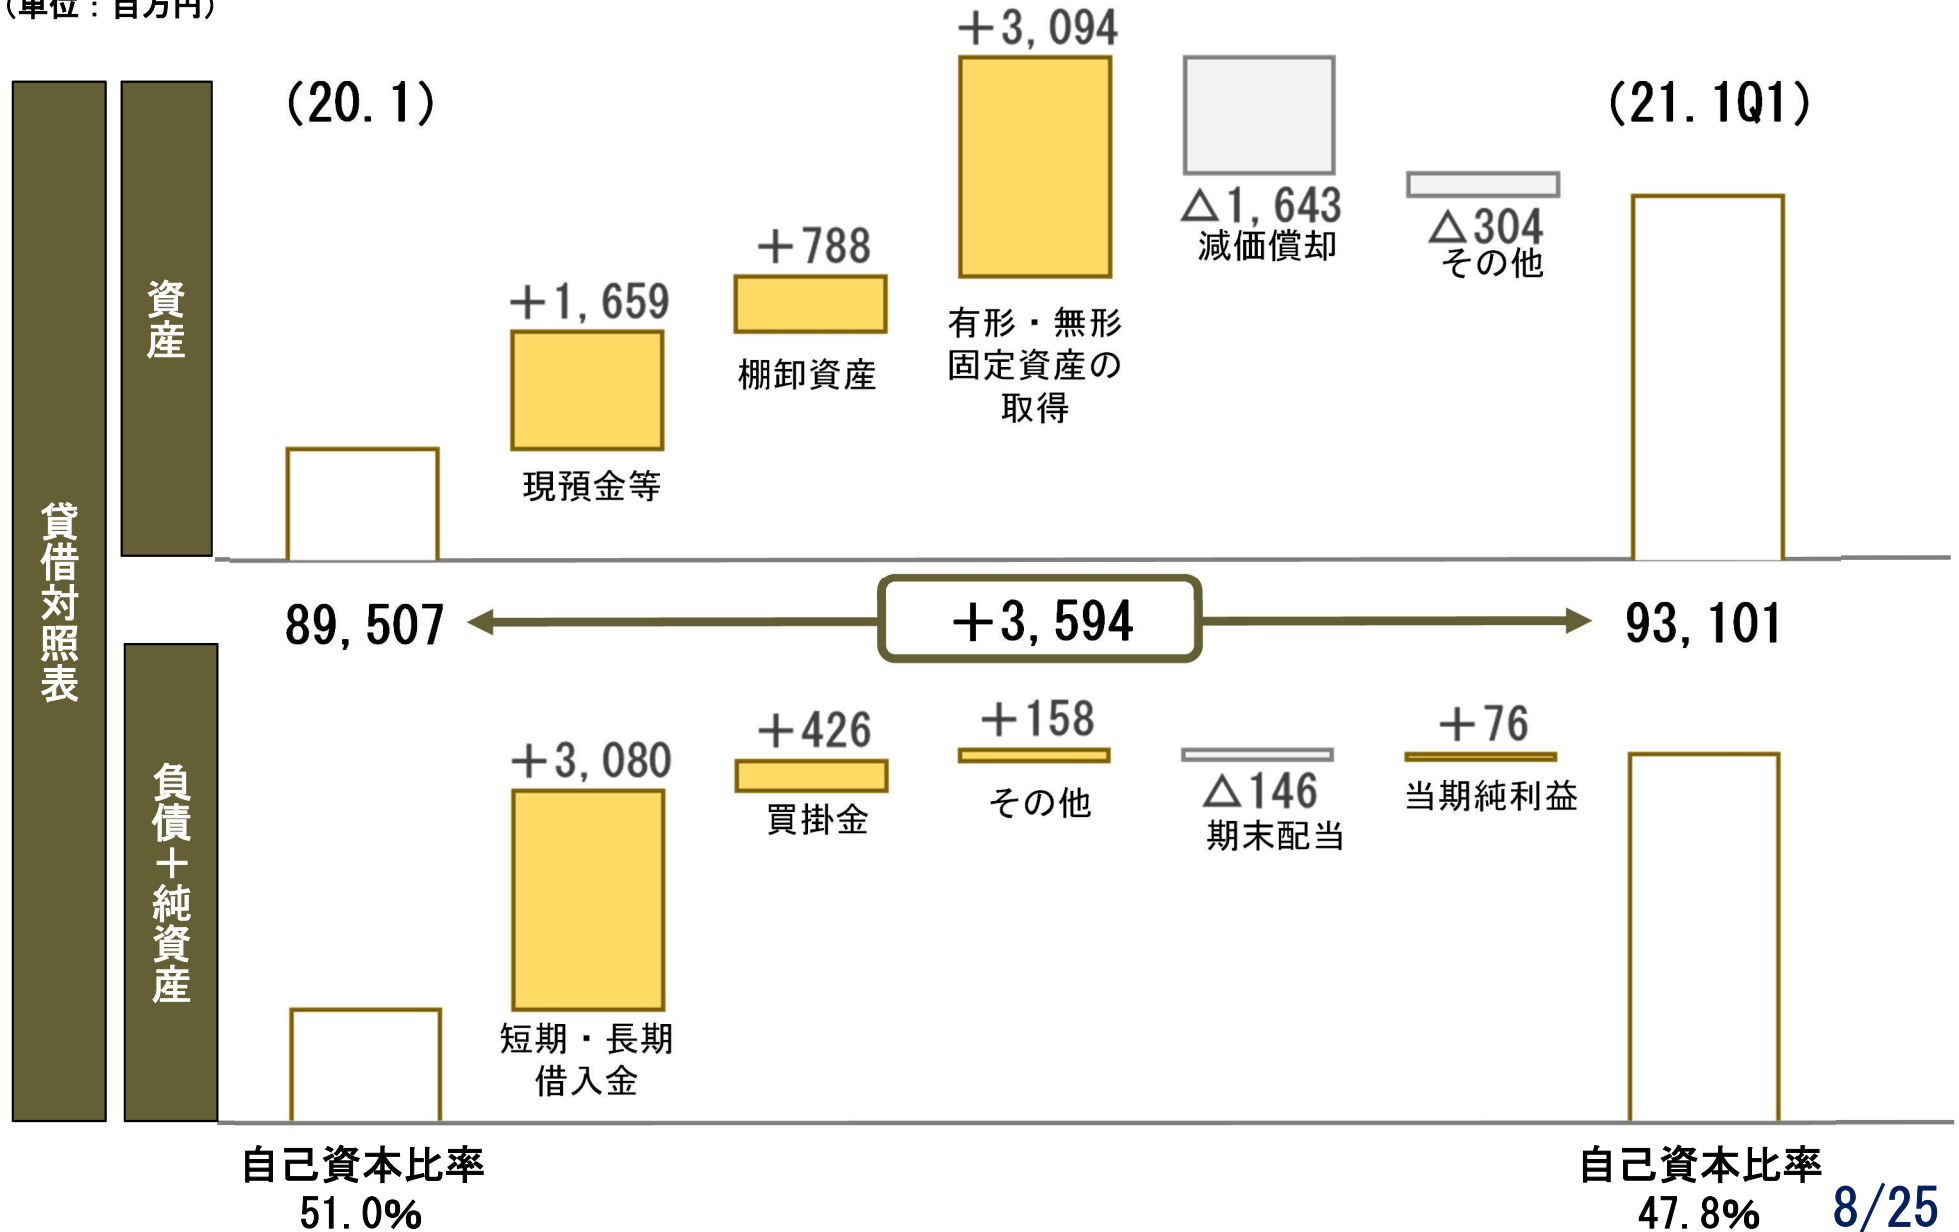 （単位：百万円）
貸借対照表
資産
(20.1)
+1,659
現預金等
+788
棚卸資産
+3,094
有形・無形
固定資産の
取得
△1,643
減価償却
△304
その他
(21.1Q1)
89,507
+3,594
93,101
負債＋純資産
+3,080
短期・長期
借入金
+426
買掛金
+158
その他
△146
期末配当
+76
当期純利益
自己資本比率
51.0%
自己資本比率
47.8%
8/25